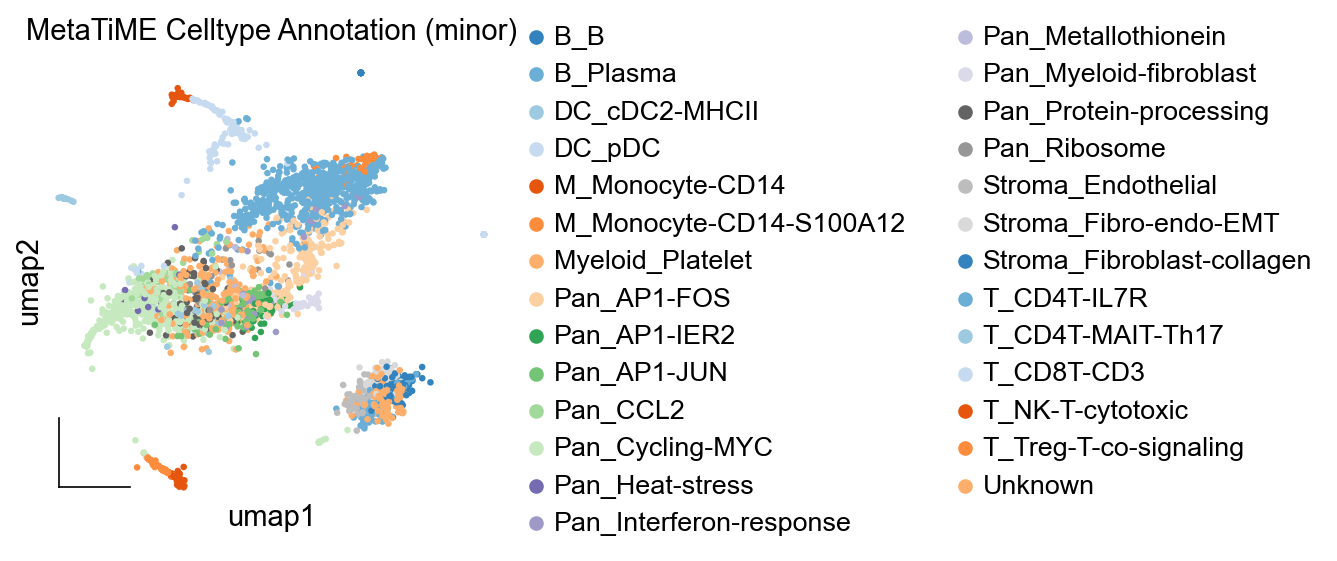 MetaTiME Celltype Annotation (minor)
umap2
umap1
B_B
B_Plasma
DC_cDC2-MHCII
DC_pDC
M_Monocyte-CD14
M_Monocyte-CD14-S100A12
Myeloid_Platelet
Pan_AP1-FOS
Pan_AP1-IER2
Pan_AP1-JUN
Pan_CCL2
Pan_Cycling-MYC
Pan_Heat-stress
Pan_Interferon-response
Pan_Metallothionein
Pan_Myeloid-fibroblast
Pan_Protein-processing
Pan_Ribosome
Stroma_Endothelial
Stroma_Fibro-endo-EMT
Stroma_Fibroblast-collagen
T_CD4T-IL7R
T_CD4T-MAIT-Th17
T_CD8T-CD3
T_NK-T-cytotoxic
T_Treg-T-co-signaling
Unknown